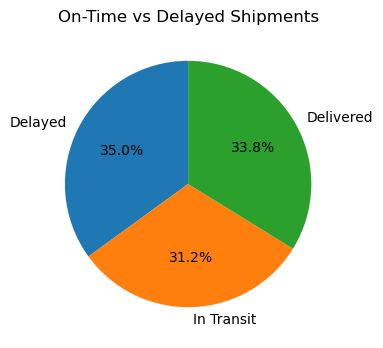 On-Time vs Delayed Shipments
Delayed
Delivered
35.0%
33.8%
31.2%
In Transit